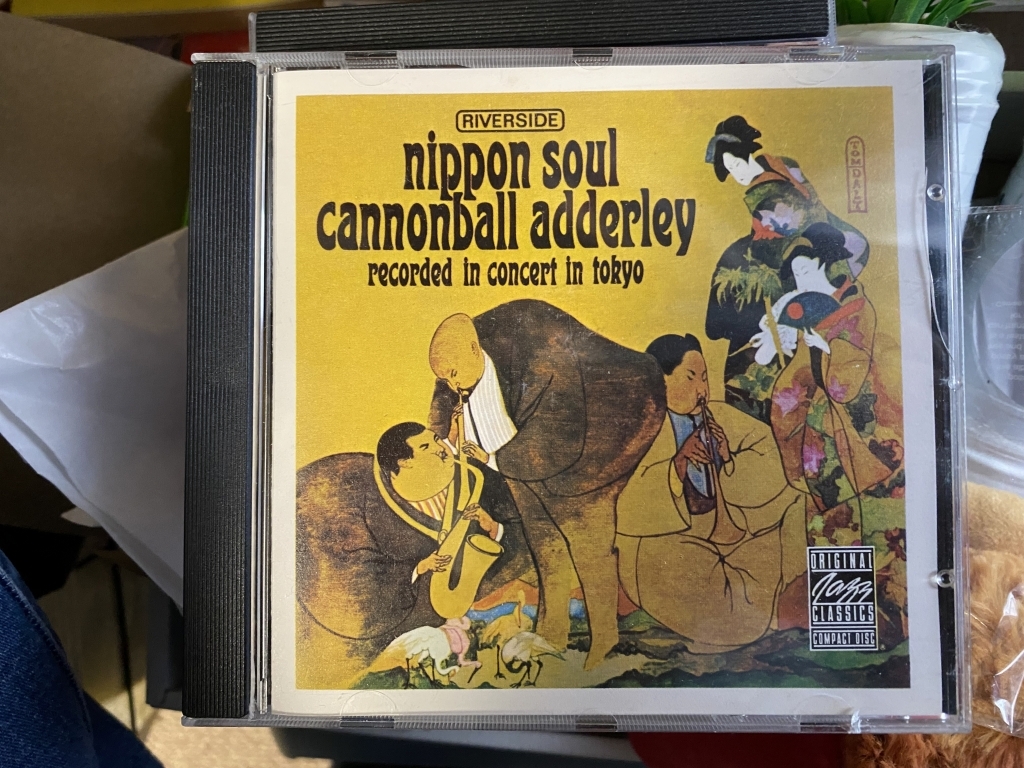 RIVERSIDE
nippon soul
cannonball adderley
recorded in concert in tokyo
TOM DALY
ORIGINAL
Jazz
CLASSICS
COMPACT DISC